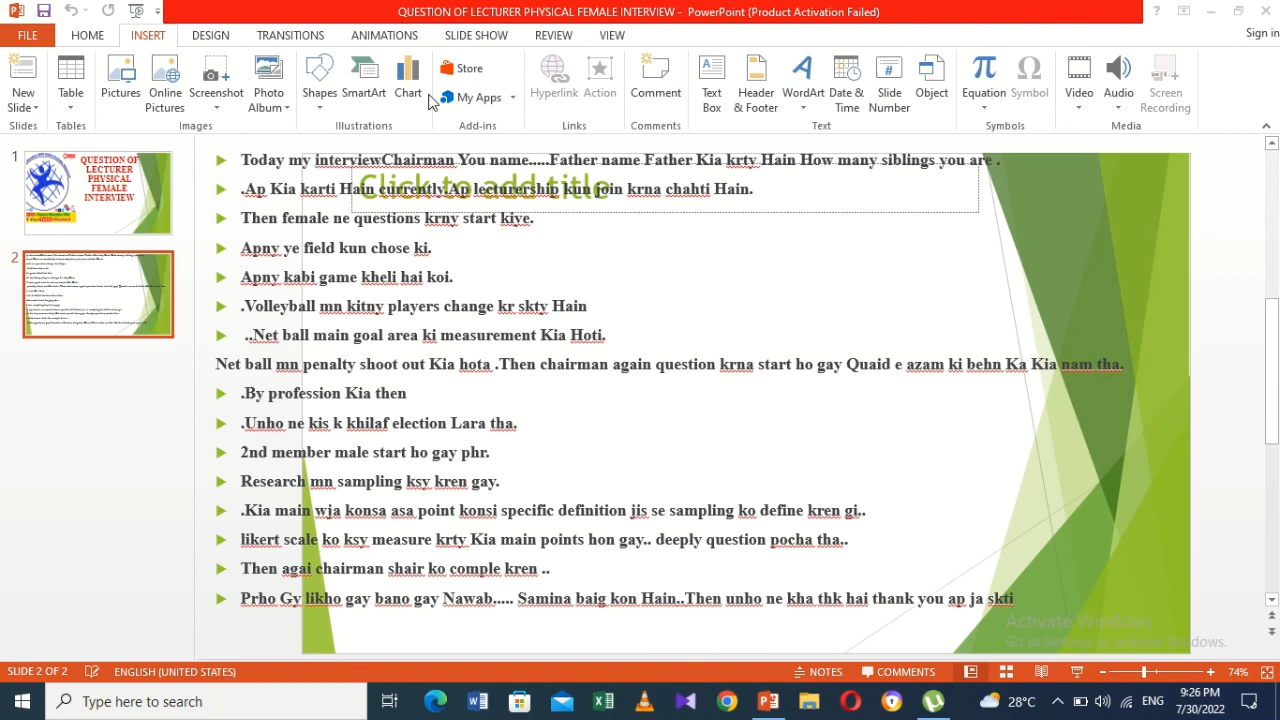 QUESTION OF LECTURER PHYSICAL FEMALE INTERVIEW - PowerPoint (Product Activation Failed)
FILE HOME INSERT DESIGN TRANSITIONS ANIMATIONS SLIDE SHOW REVIEW VIEW Sign in
New Slide
Table
Pictures
Online Pictures
Screenshot
Photo Album
Shapes
SmartArt
Chart
Store
My Apps
Hyperlink
Action
Comment
Text Box
Header & Footer
WordArt
Date & Time
Slide Number
Object
Equation
Symbol
Video
Audio
Screen Recording
Slides Tables Images Illustrations Add-ins Links Comments Text Symbols Media
1
QUESTION OF
LECTURER
PHYSICAL
FEMALE
INTERVIEW
2
Click to add title
Today my interviewChairman You name.....Father name Father Kia krty Hain How many siblings you are .
.Ap Kia karti Hain currently.Ap lecturership kun join krna chahti Hain.
Then female ne questions krny start kiye.
Apny ye field kun chose ki.
Apny kabi game kheli hai koi.
.Volleyball mn kitny players change kr skty Hain
..Net ball main goal area ki measurement Kia Hoti.
Net ball mn penalty shoot out Kia hota .Then chairman again question krna start ho gay Quaid e azam ki behn Ka Kia nam tha.
.By profession Kia then
.Unho ne kis k khilaf election Lara tha.
2nd member male start ho gay phr.
Research mn sampling ksy kren gay.
.Kia main wja konsa asa point konsi specific definition jis se sampling ko define kren gi..
likert scale ko ksy measure krty Kia main points hon gay.. deeply question pocha tha..
Then agai chairman shair ko comple kren ..
Prho Gy likho gay bano gay Nawab..... Samina baig kon Hain..Then unho ne kha thk hai thank you ap ja skti
Activate Windows
Go to Settings to activate Windows.
SLIDE 2 OF 2 ENGLISH (UNITED STATES) NOTES COMMENTS 74%
Type here to search
28°C
ENG
9:26 PM
7/30/2022